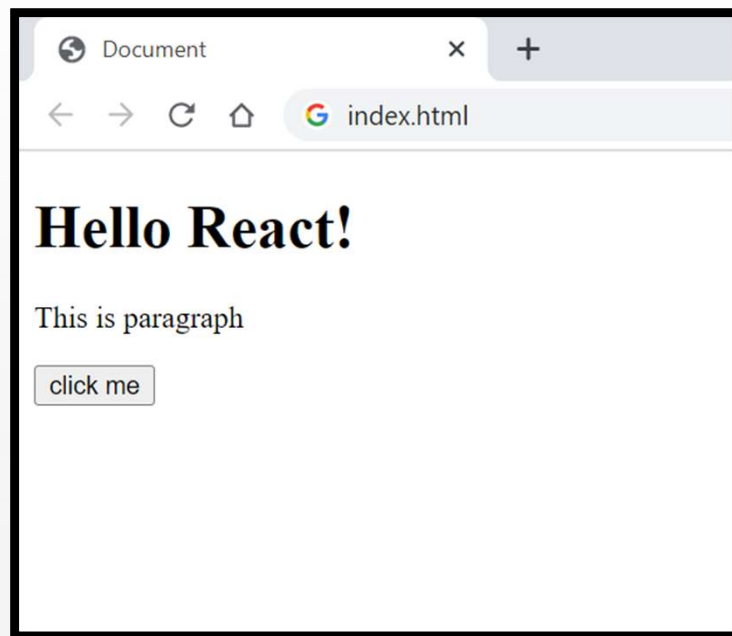 Document
index.html
Hello React!
This is paragraph
click me